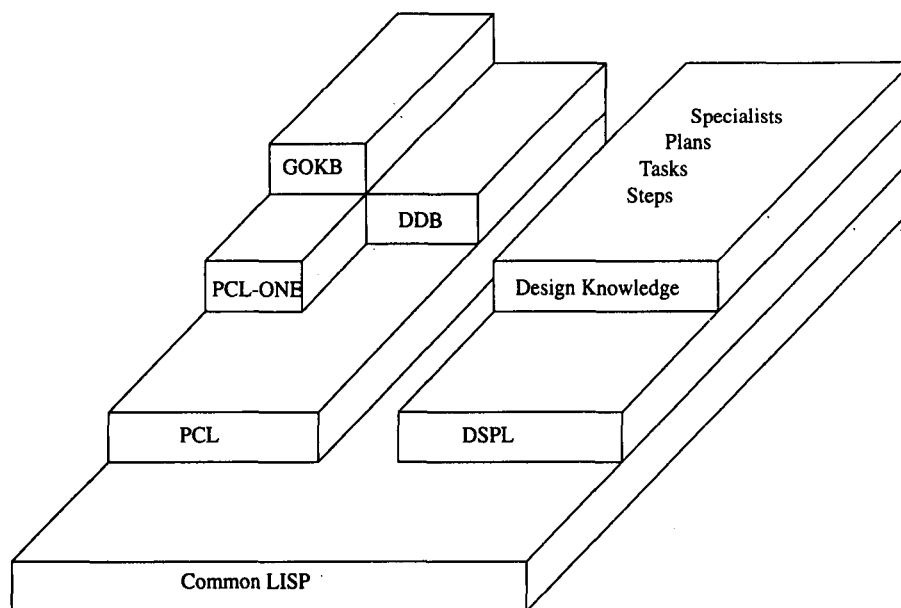 Specialists
Plans
Tasks
Steps
GOKB
DDB
PCL-ONE
Design Knowledge
PCL
DSPL
Common LISP